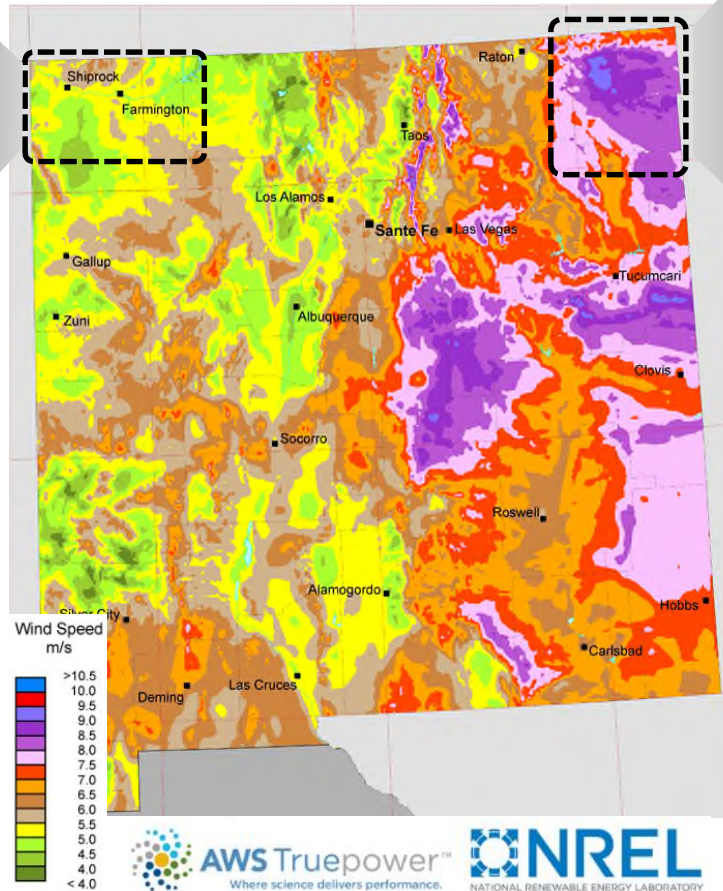 Raton
Shiprock
Farmington
Taos
Los Alamos
Sante Fe
Las Vegas
Gallup
Tucumcari
Zuni
Albuquerque
Clovis
Socorro
Roswell
Alamogordo
Hobbs
Silver City
Carlsbad
Las Cruces
Deming
Wind Speed
m/s
>10.5
10.0
9.5
9.0
8.5
8.0
7.5
7.0
6.5
6.0
5.5
5.0
4.5
4.0
< 4.0
AWS Truepower™
Where science delivers performance.
NREL
NATIONAL RENEWABLE ENERGY LABORATORY